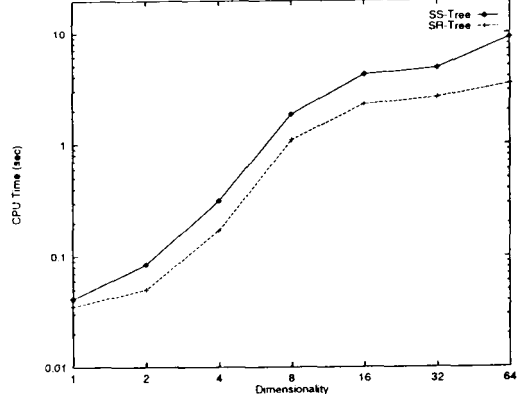 SS-Tree
SR-Tree
10
1
0.1
0.01
CPU Time (sec)
1 2 4 8 16 32 64
Dimensionality